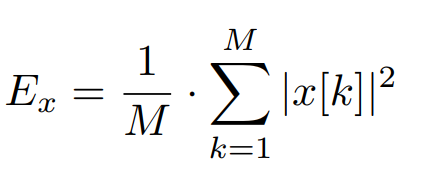 E_x = \frac{1}{M} \cdot \sum_{k=1}^{M} |x[k]|^2